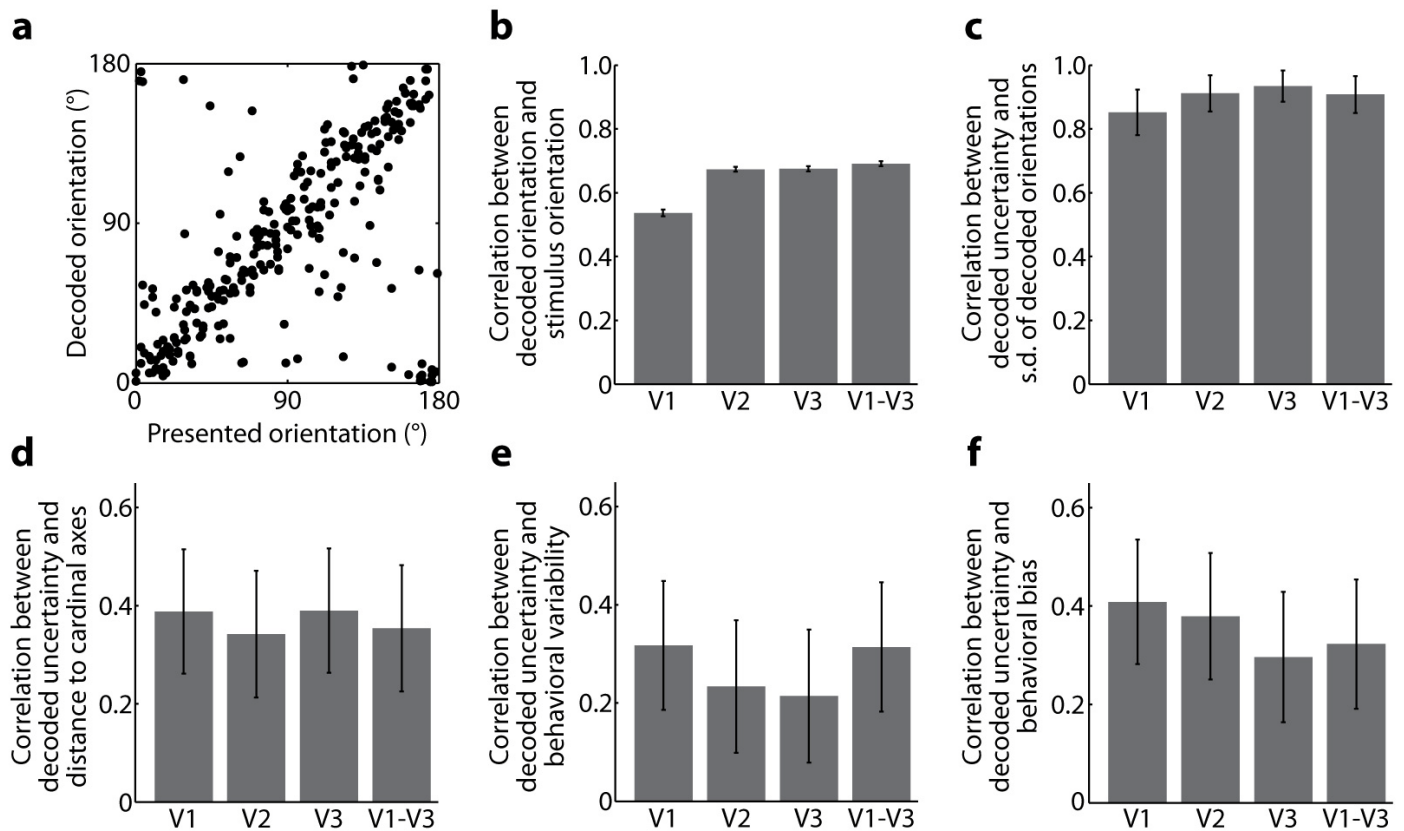 a
Decoded orientation (°)
180
90
0
0 90 180
Presented orientation (°)
b
Correlation between
decoded orientation and
stimulus orientation
1.0
0.8
0.6
0.4
0.2
0
V1 V2 V3 V1-V3
c
Correlation between
decoded uncertainty and
s.d. of decoded orientations
1.0
0.8
0.6
0.4
0.2
0
V1 V2 V3 V1-V3
d
Correlation between
decoded uncertainty and
distance to cardinal axes
0.6
0.4
0.2
0
V1 V2 V3 V1-V3
e
Correlation between
decoded uncertainty and
behavioral variability
0.6
0.4
0.2
0
V1 V2 V3 V1-V3
f
Correlation between
decoded uncertainty and
behavioral bias
0.6
0.4
0.2
0
V1 V2 V3 V1-V3